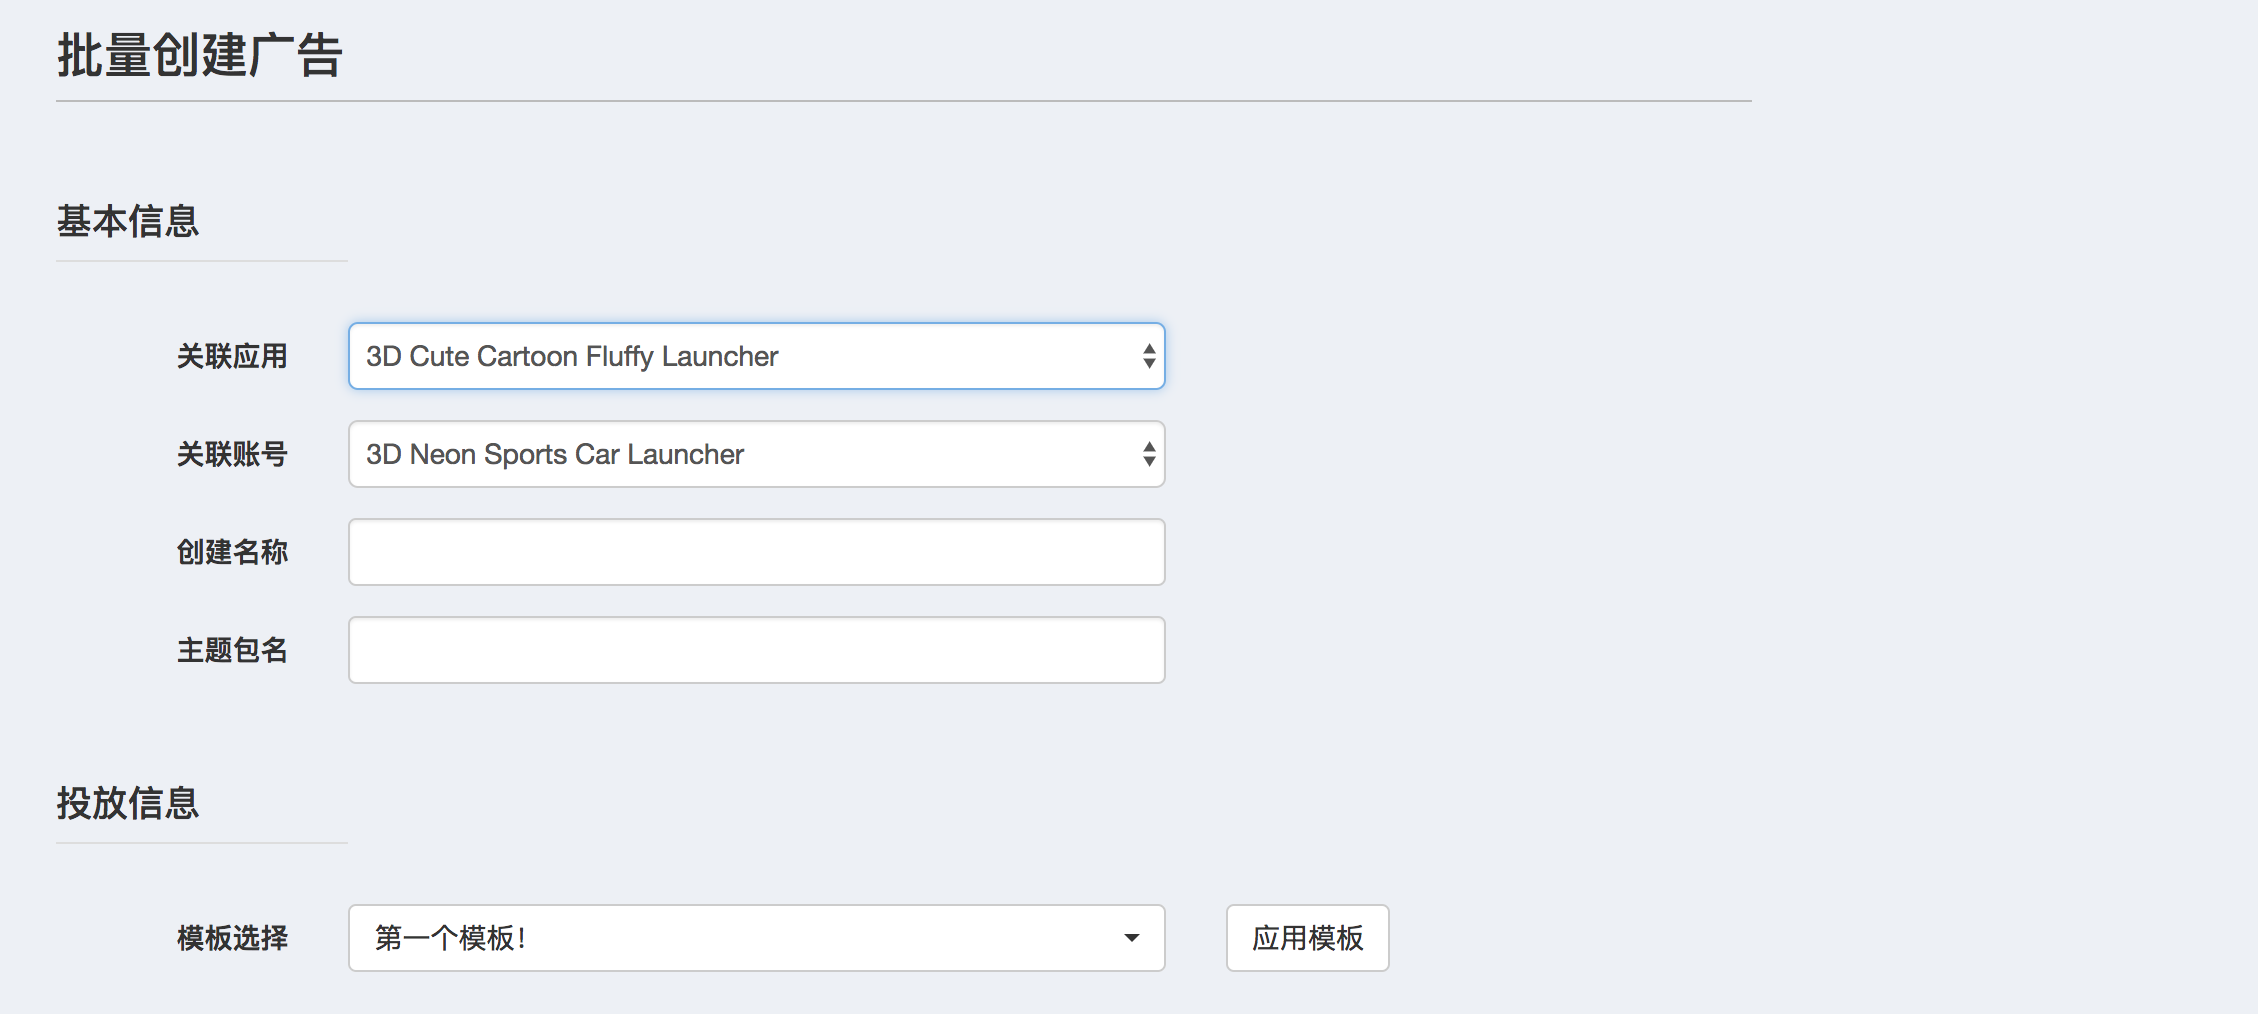 批量创建广告
基本信息
关联应用 3D Cute Cartoon Fluffy Launcher
关联账号 3D Neon Sports Car Launcher
创建名称
主题包名
投放信息
模板选择 第一个模板! 应用模板